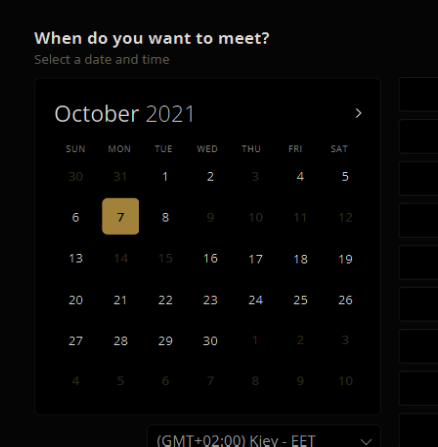 When do you want to meet?
Select a date and time
October 2021
SUN MON TUE WED THU FRI SAT
30 31 1 2 3 4 5
6 7 8 9 10 11 12
13 14 15 16 17 18 19
20 21 22 23 24 25 26
27 28 29 30 1 2 3
4 5 6 7 8 9 10
(GMT+02:00) Kiev - EET